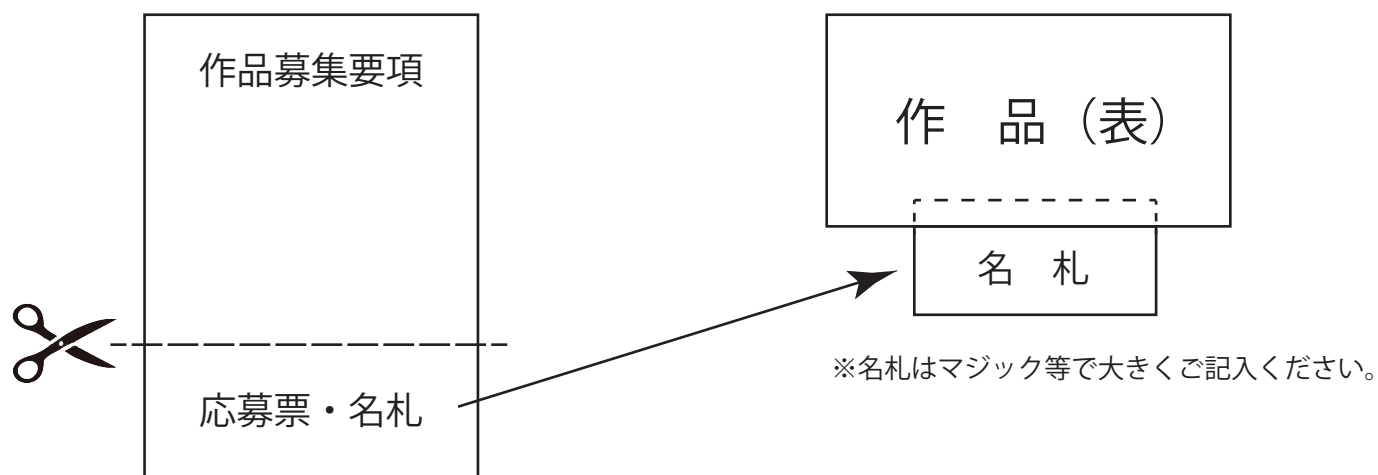 作品募集要項
応募票・名札
作　品（表）
名　札
※名札はマジック等で大きくご記入ください。